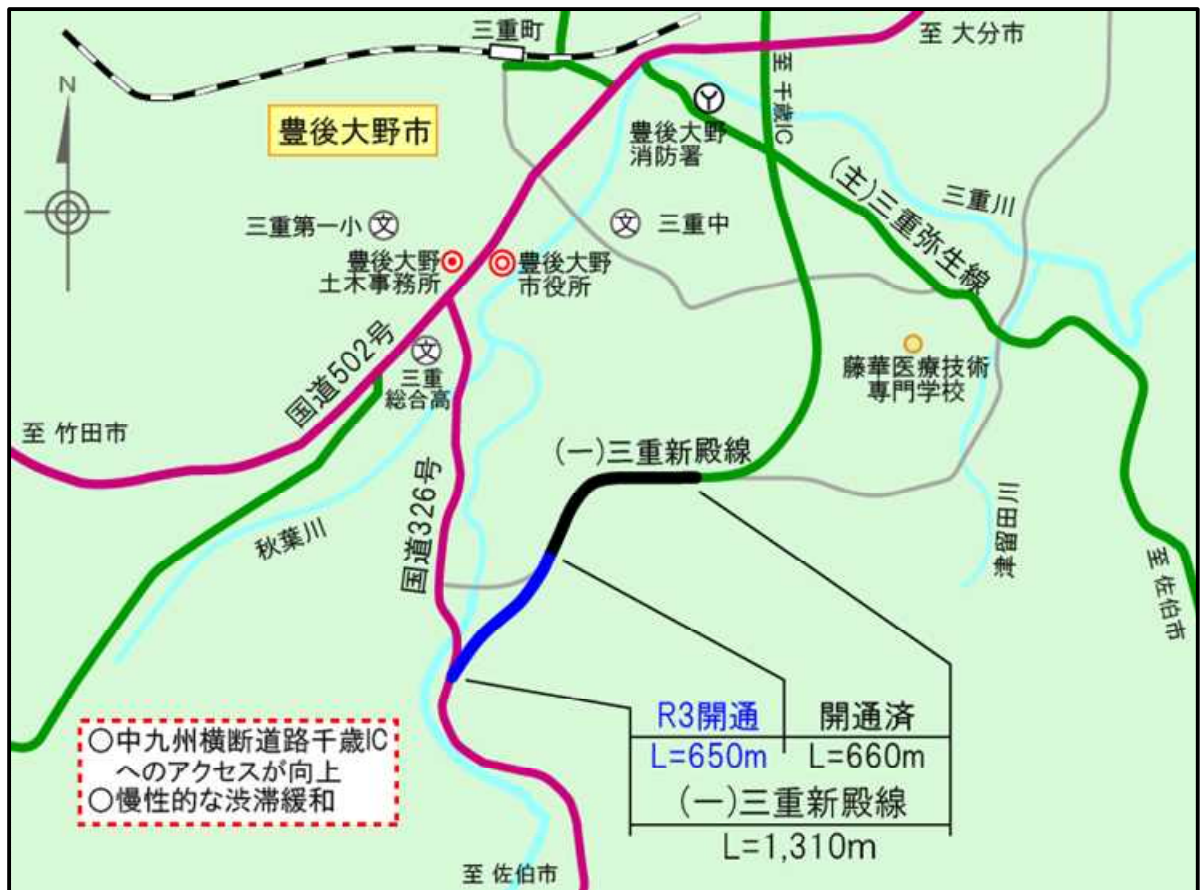 三重町
至 大分市
N
至 千歳IC
豊後大野市
豊後大野
消防署
(主)三重弥生線
三重川
三重第一小
文
文
三重中
豊後大野
土木事務所
豊後大野
市役所
国道502号
文
三重
総合高
藤華医療技術
専門学校
至 竹田市
(一)三重新殿線
国道326号
秋葉川
津留田川
至 佐伯市
R3開通
開通済
L=650m
L=660m
(一)三重新殿線
L=1,310m
○中九州横断道路千歳IC
へのアクセスが向上
○慢性的な渋滞緩和
至 佐伯市